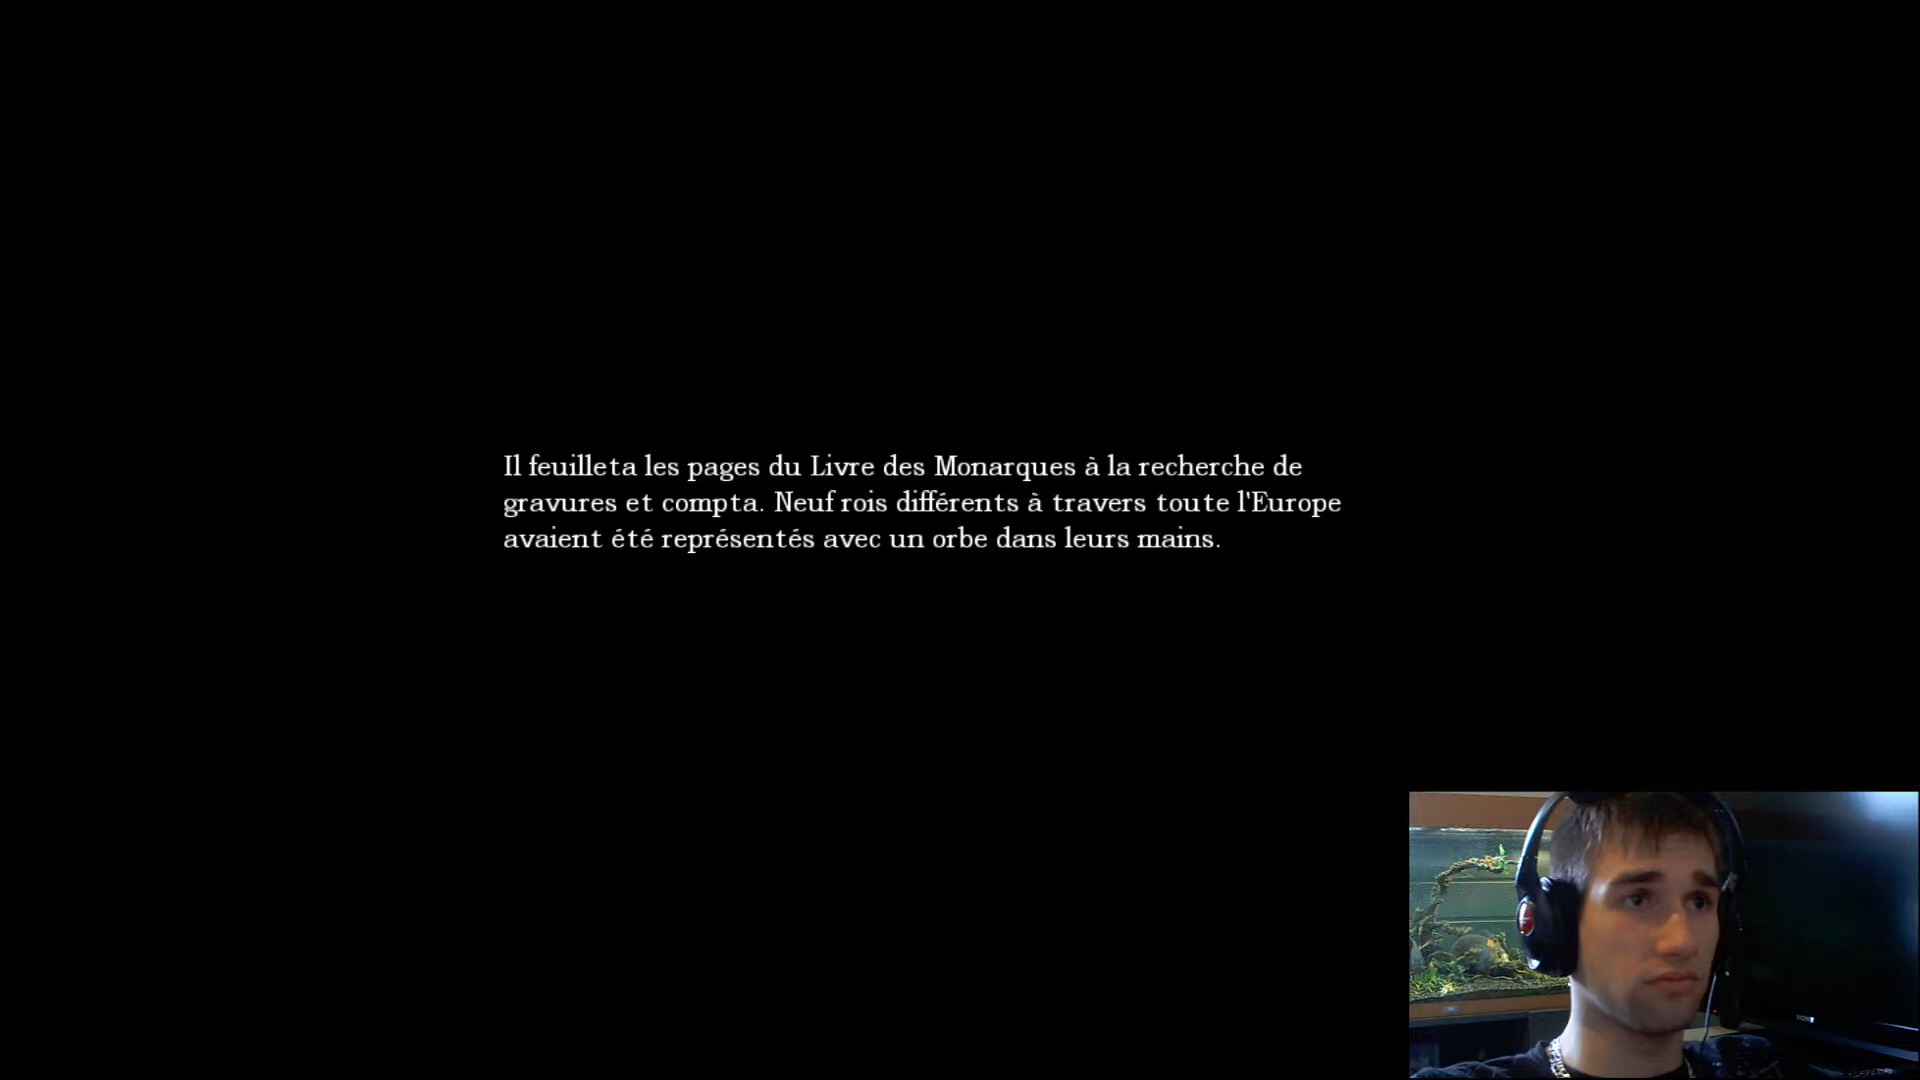 Il feuilleta les pages du Livre des Monarques à la recherche de
gravures et compta. Neuf rois différents à travers toute l'Europe
avaient été représentés avec un orbe dans leurs mains.
SONY